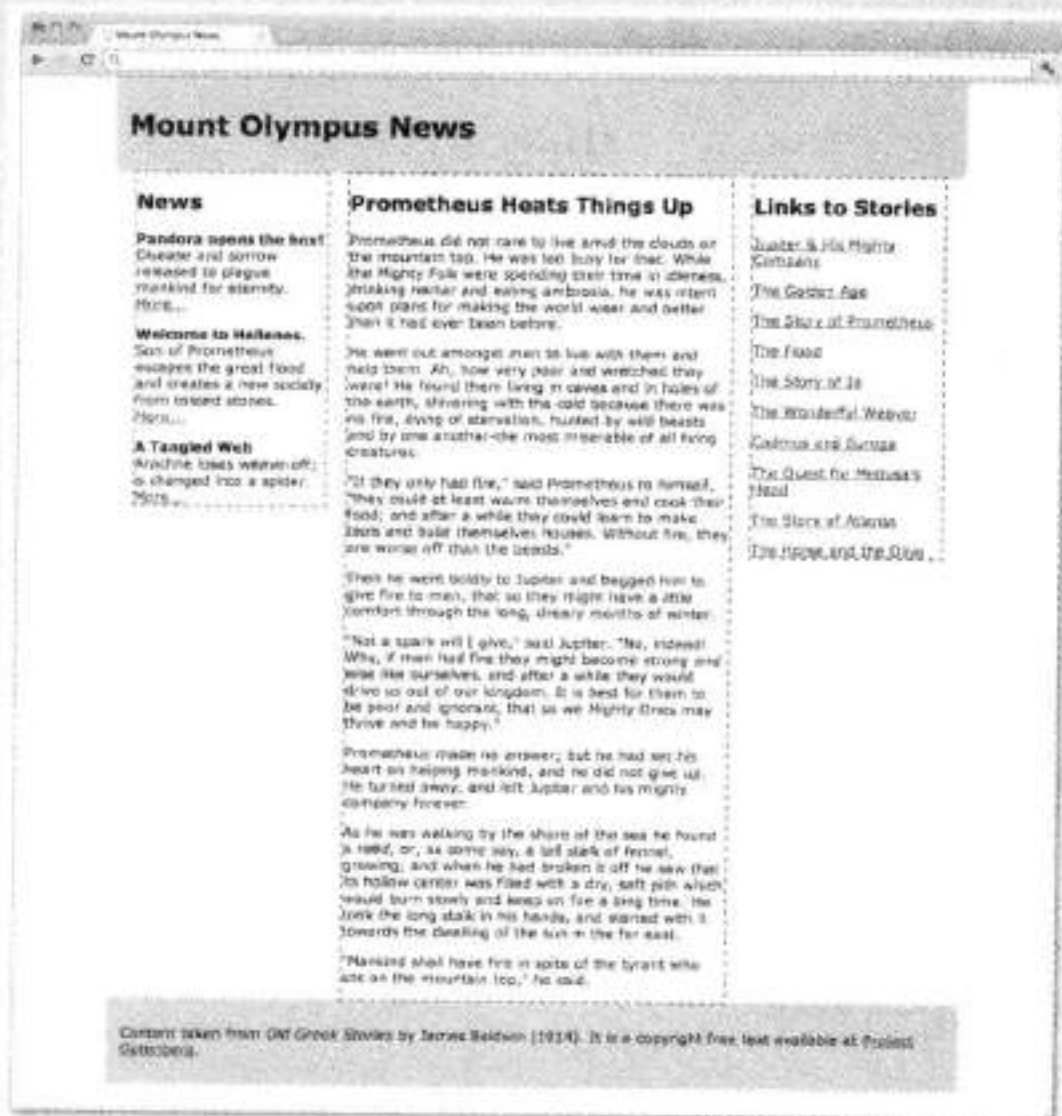 Mount Olympus News
Mount Olympus News
News
Pandora opens the box!
Disease and sorrow
released to plague
mankind for eternity.
More...
Welcome to Hellenes.
Son of Prometheus
escapes the great flood
and creates a new society
from tossed stones.
More...
A Tangled Web
Arachne loses weave-off;
is changed into a spider.
More...
Prometheus Heats Things Up
Prometheus did not care to live amid the clouds on
the mountain top. He was too busy for that. While
the Mighty Folk were spending their time in idleness,
drinking nectar and eating ambrosia, he was intent
upon plans for making the world wiser and better
than it had ever been before.
He went out amongst men to live with them and
help them. Ah, how very poor and wretched they
were! He found them living in caves and in holes of
the earth, shivering with the cold because there was
no fire, dying of starvation, hunted by wild beasts
and by one another-the most miserable of all living
creatures.
"If they only had fire," said Prometheus to himself,
"they could at least warm themselves and cook their
food; and after a while they could learn to make
tools and build themselves houses. Without fire, they
are worse off than the beasts."
Then he went boldly to Jupiter and begged him to
give fire to men, that so they might have a little
comfort through the long, dreary months of winter.
"Not a spark will I give," said Jupiter. "No, indeed!
Why, if men had fire they might become strong and
wise like ourselves, and after a while they would
drive us out of our kingdom. It is best for them to
be poor and ignorant, that so we Mighty Ones may
thrive and be happy."
Prometheus made no answer; but he had set his
heart on helping mankind, and he did not give up.
He turned away, and left Jupiter and his mighty
company forever.
As he was walking by the shore of the sea he found
a reed, or, as some say, a tall stalk of fennel,
growing; and when he had broken it off he saw that
its hollow center was filled with a dry, soft pith which
would burn slowly and keep on fire a long time. He
took the long stalk in his hands, and started with it
towards the dwelling of the sun in the far east.
"Mankind shall have fire in spite of the tyrant who
sits on the mountain top," he said.
Links to Stories
Jupiter & His Mighty
Company
The Golden Age
The Story of Prometheus
The Flood
The Story of Io
The Wonderful Weaver
Cadmus and Europa
The Quest for Medusa's
Head
The Story of Atlanta
The Horse and the Olive
Content taken from Old Greek Stories by James Baldwin (1914). It is a copyright free text available at Project
Gutenberg.